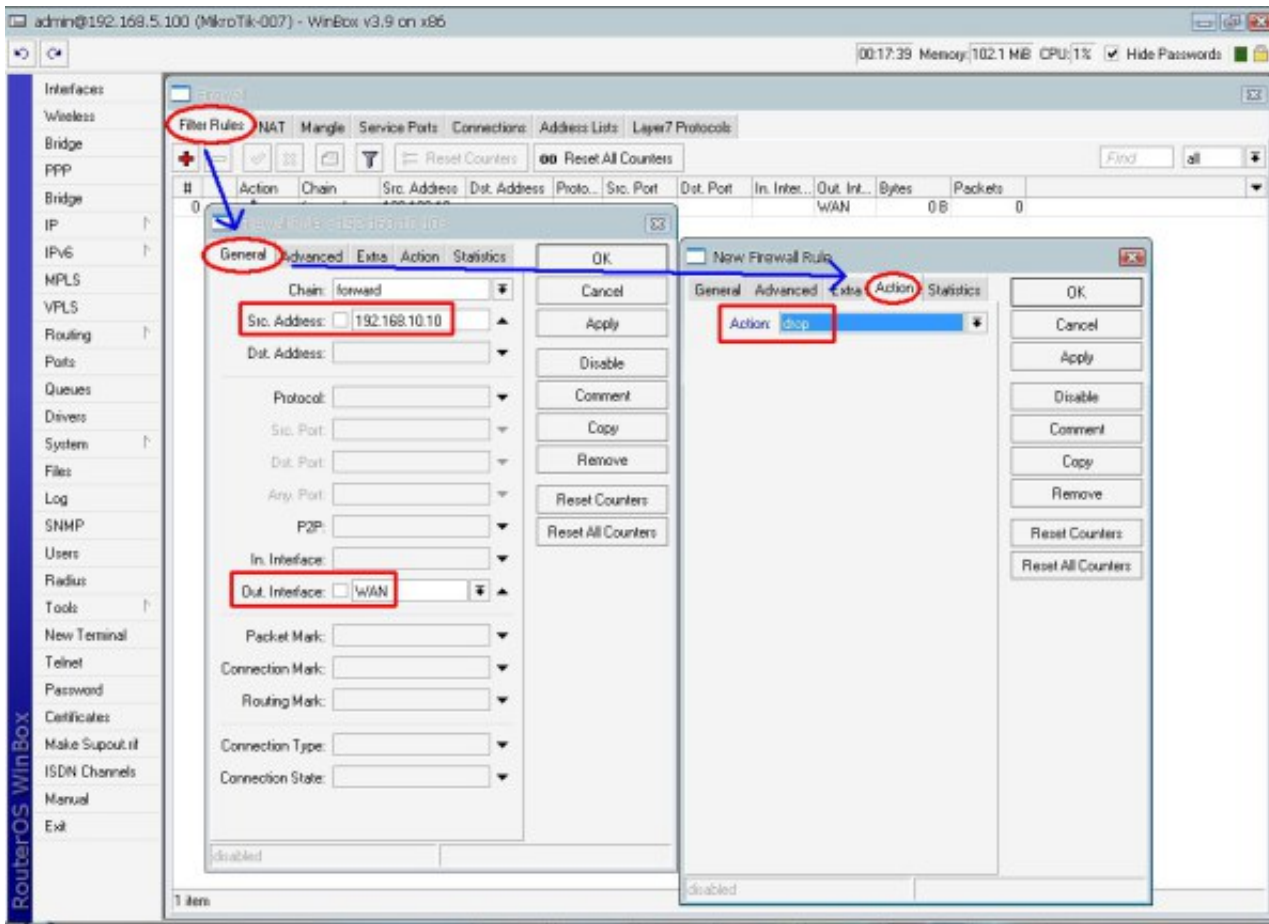 admin@192.168.5.100 (MikroTik-007) - WinBox v3.9 on x86
00:17:39 Memory: 102.1 MiB CPU: 1% Hide Passwords
RouterOS WinBox
Interfaces
Wireless
Bridge
PPP
Bridge
IP
IPv6
MPLS
VPLS
Routing
Ports
Queues
Drivers
System
Files
Log
SNMP
Users
Radius
Tools
New Terminal
Telnet
Password
Certificates
Make Supout.rif
ISDN Channels
Manual
Exit
Firewall
Filter Rules NAT Mangle Service Ports Connections Address Lists Layer7 Protocols
Reset Counters 00 Reset All Counters Find all
# Action Chain Src. Address Dst. Address Proto... Src. Port Dst. Port In. Inter... Out. Int... Bytes Packets
0 WAN 0 B 0
General Advanced Extra Action Statistics
Chain: forward
Src. Address: 192.168.10.10
Dst. Address:
Protocol:
Src. Port:
Dst. Port:
Any. Port:
P2P:
In. Interface:
Out. Interface: WAN
Packet Mark:
Connection Mark:
Routing Mark:
Connection Type:
Connection State:
OK
Cancel
Apply
Disable
Comment
Copy
Remove
Reset Counters
Reset All Counters
disabled
New Firewall Rule
General Advanced Extra Action Statistics
Action: drop
OK
Cancel
Apply
Disable
Comment
Copy
Remove
Reset Counters
Reset All Counters
disabled
1 item